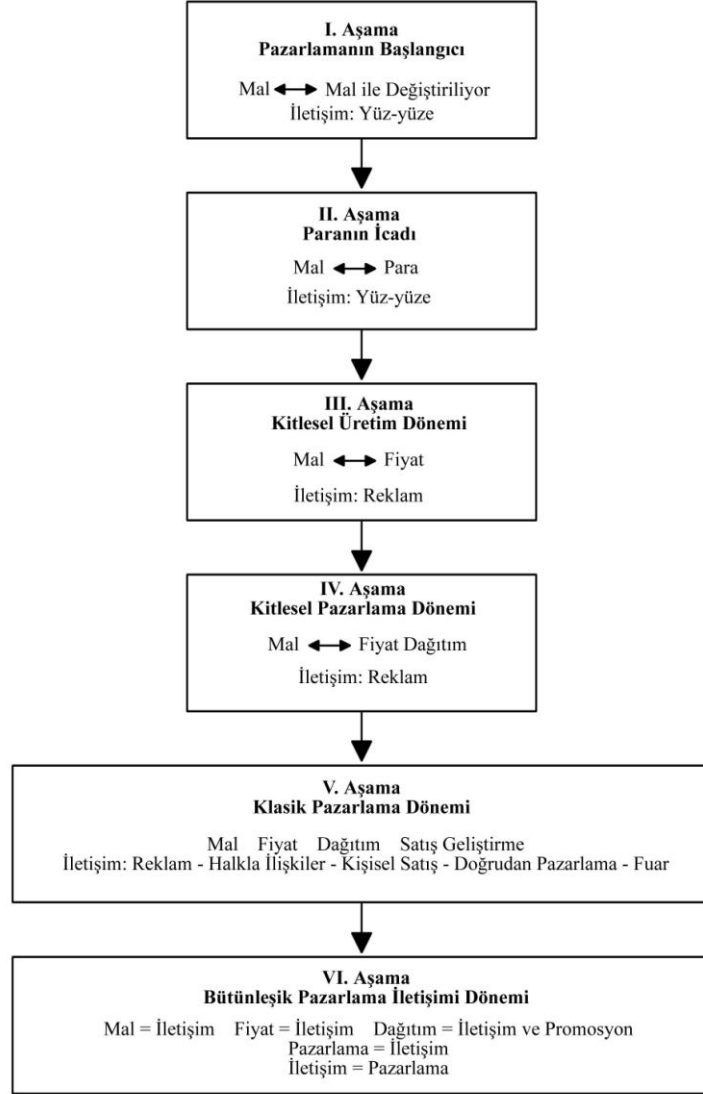 I. Aşama
Pazarlamanın Başlangıcı
Mal ↔ Mal ile Değiştiriliyor
İletişim: Yüz-yüze
II. Aşama
Paranın İcadı
Mal ↔ Para
İletişim: Yüz-yüze
III. Aşama
Kitlesel Üretim Dönemi
Mal ↔ Fiyat
İletişim: Reklam
IV. Aşama
Kitlesel Pazarlama Dönemi
Mal ↔ Fiyat Dağıtım
İletişim: Reklam
V. Aşama
Klasik Pazarlama Dönemi
Mal Fiyat Dağıtım Satış Geliştirme
İletişim: Reklam - Halkla İlişkiler - Kişisel Satış - Doğrudan Pazarlama - Fuar
VI. Aşama
Bütünleşik Pazarlama İletişimi Dönemi
Mal = İletişim Fiyat = İletişim Dağıtım = İletişim ve Promosyon
Pazarlama = İletişim
İletişim = Pazarlama